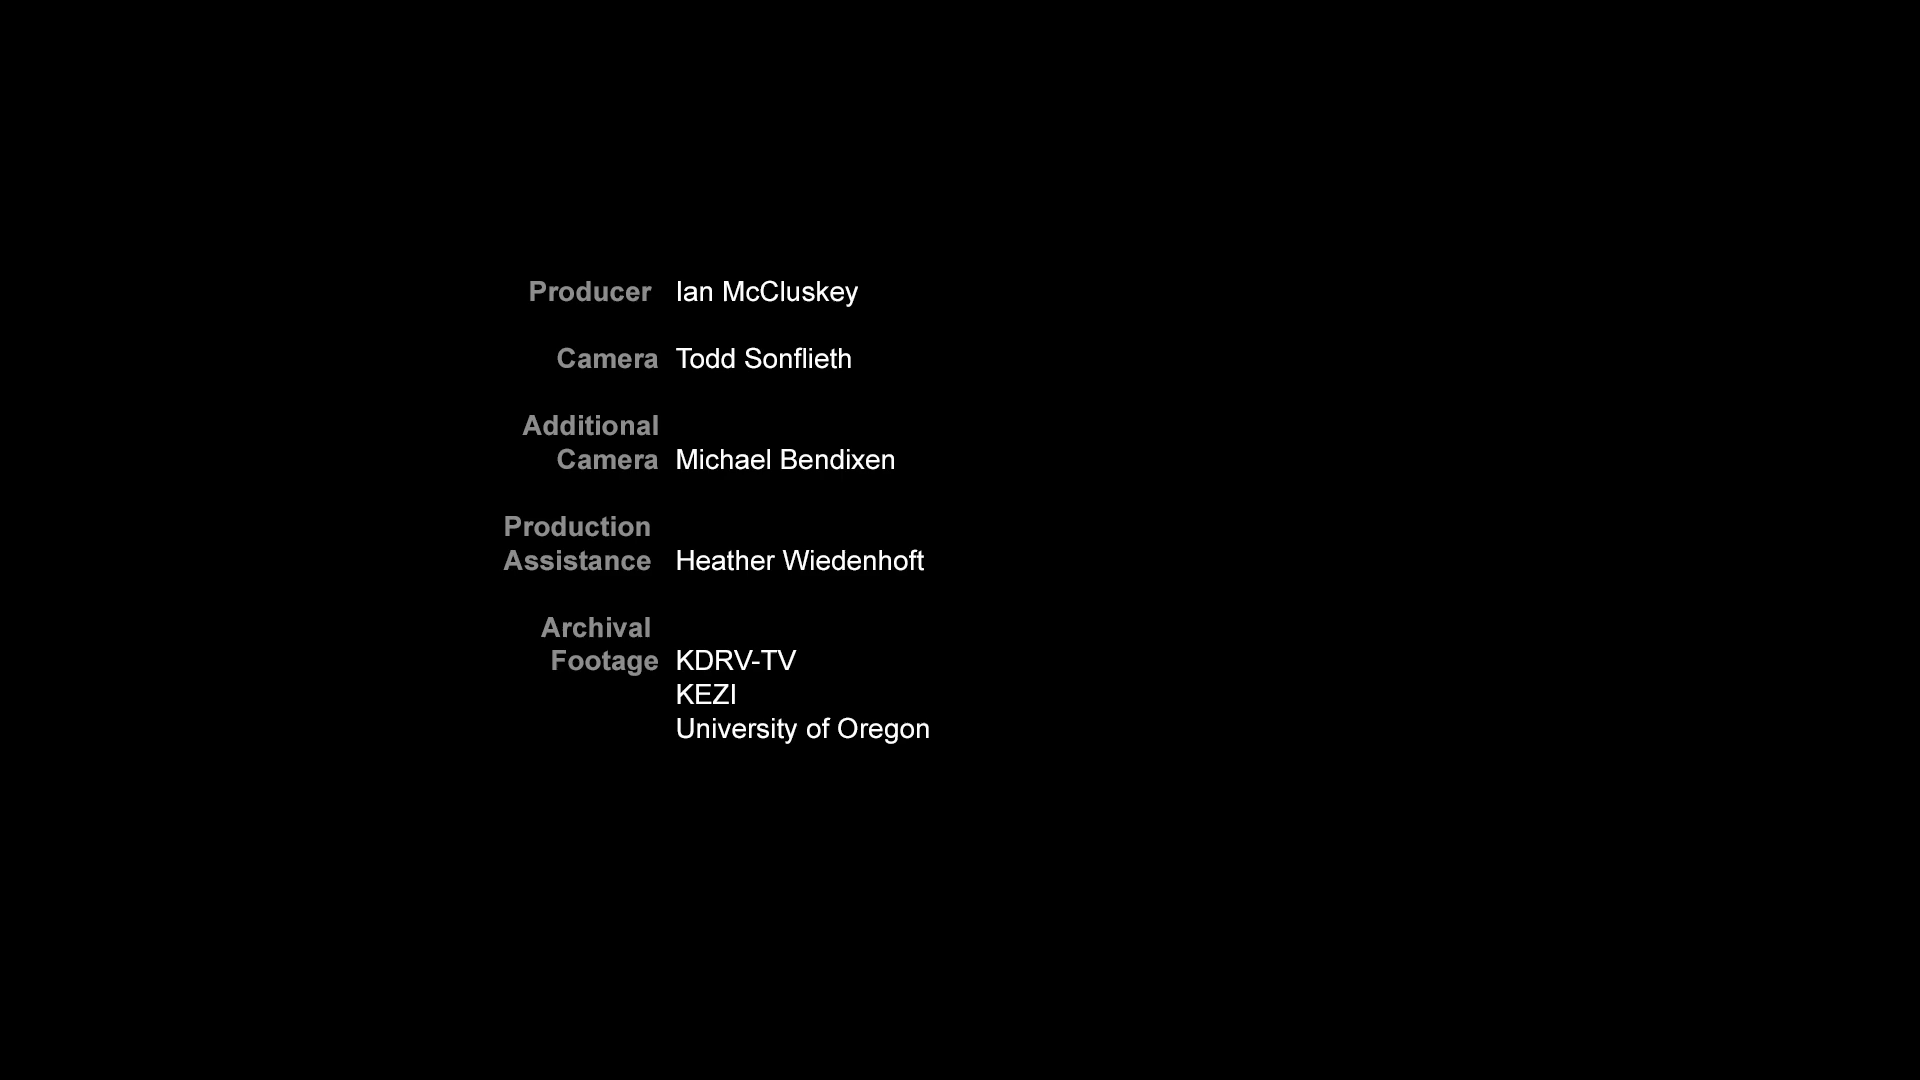 Producer Ian McCluskey
Camera Todd Sonflieth
Additional
Camera Michael Bendixen
Production
Assistance Heather Wiedenhoft
Archival
Footage KDRV-TV
KEZI
University of Oregon